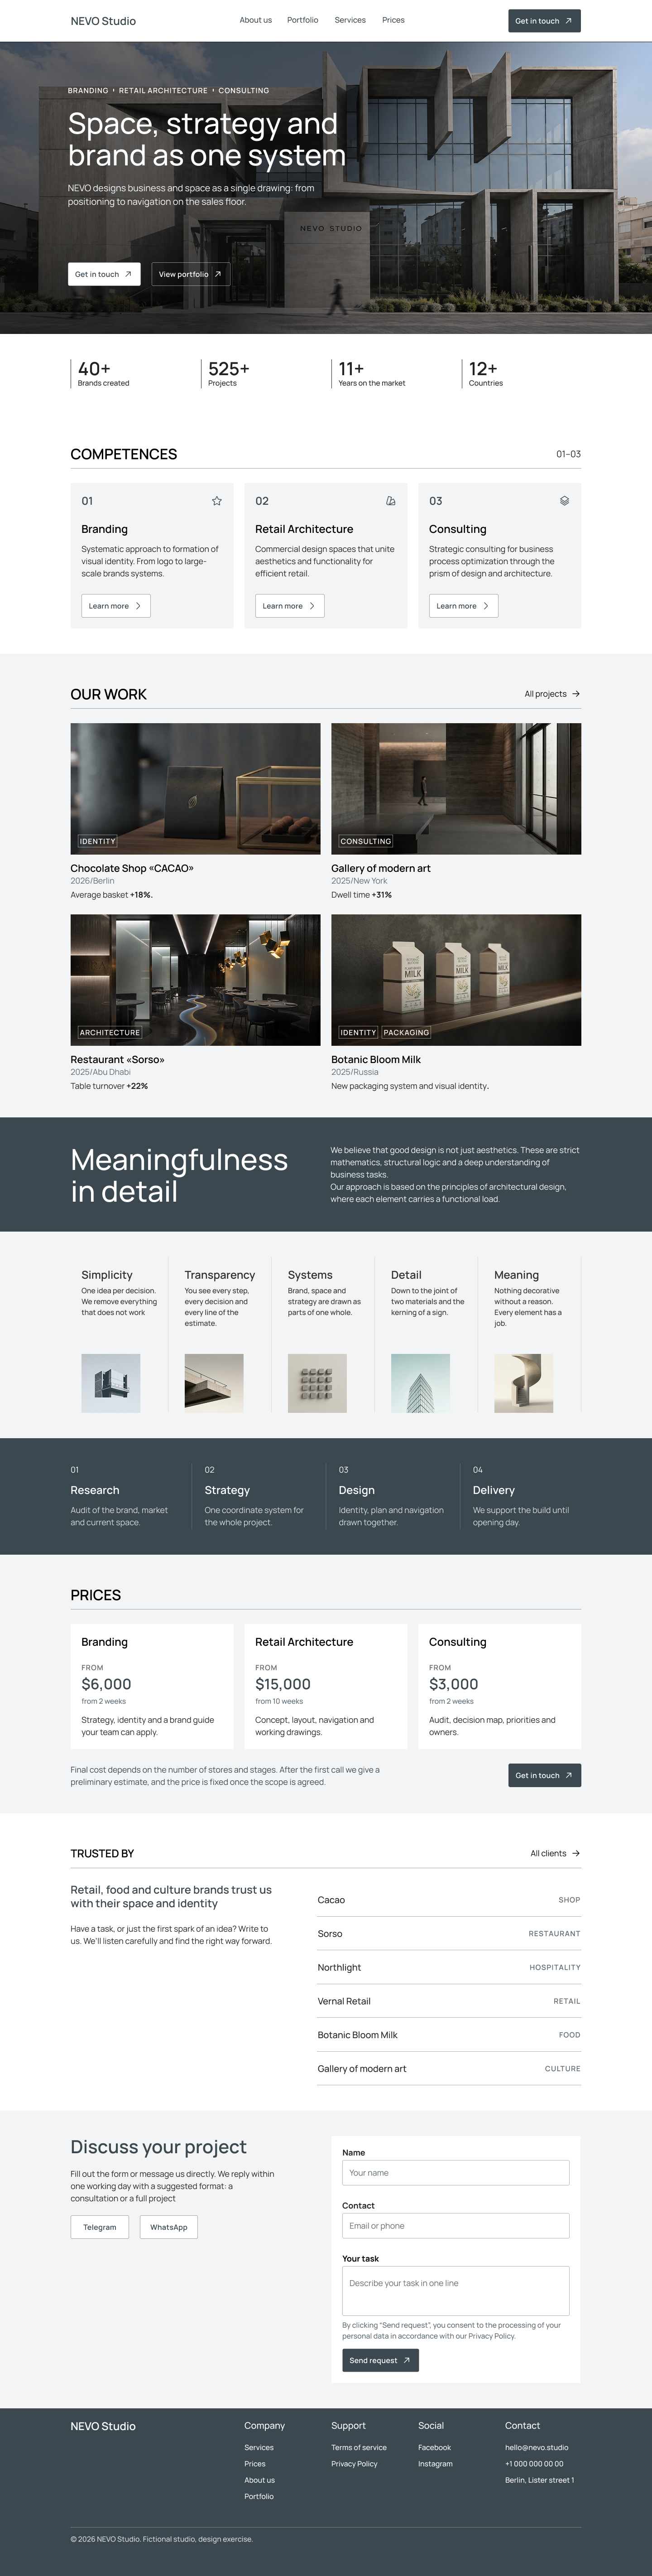 NEVO Studio
About us Portfolio Services Prices
Get in touch
BRANDING • RETAIL ARCHITECTURE • CONSULTING
Space, strategy and
brand as one system
NEVO designs business and space as a single drawing: from
positioning to navigation on the sales floor.
NEVO STUDIO
Get in touch
View portfolio
40+
Brands created
525+
Projects
11+
Years on the market
12+
Countries
COMPETENCES
01–03
01
Branding
Systematic approach to formation of
visual identity. From logo to large-
scale brands systems.
Learn more
02
Retail Architecture
Commercial design spaces that unite
aesthetics and functionality for
efficient retail.
Learn more
03
Consulting
Strategic consulting for business
process optimization through the
prism of design and architecture.
Learn more
OUR WORK
All projects
IDENTITY
Chocolate Shop «CACAO»
2026/Berlin
Average basket +18%.
CONSULTING
Gallery of modern art
2025/New York
Dwell time +31%
ARCHITECTURE
Restaurant «Sorso»
2025/Abu Dhabi
Table turnover +22%
MILK
MILK
MILK
IDENTITY
PACKAGING
Botanic Bloom Milk
2025/Russia
New packaging system and visual identity.
Meaningfulness
in detail
We believe that good design is not just aesthetics. These are strict
mathematics, structural logic and a deep understanding of
business tasks.
Our approach is based on the principles of architectural design,
where each element carries a functional load.
Simplicity
One idea per decision.
We remove everything
that does not work
Transparency
You see every step,
every decision and
every line of the
estimate.
Systems
Brand, space and
strategy are drawn as
parts of one whole.
Detail
Down to the joint of
two materials and the
kerning of a sign.
Meaning
Nothing decorative
without a reason.
Every element has a
job.
01
Research
Audit of the brand, market
and current space.
02
Strategy
One coordinate system for
the whole project.
03
Design
Identity, plan and navigation
drawn together.
04
Delivery
We support the build until
opening day.
PRICES
Branding
FROM
$6,000
from 2 weeks
Strategy, identity and a brand guide
your team can apply.
Retail Architecture
FROM
$15,000
from 10 weeks
Concept, layout, navigation and
working drawings.
Consulting
FROM
$3,000
from 2 weeks
Audit, decision map, priorities and
owners.
Final cost depends on the number of stores and stages. After the first call we give a
preliminary estimate, and the price is fixed once the scope is agreed.
Get in touch
TRUSTED BY
All clients
Retail, food and culture brands trust us
with their space and identity
Have a task, or just the first spark of an idea? Write to
us. We'll listen carefully and find the right way forward.
Cacao SHOP
Sorso RESTAURANT
Northlight HOSPITALITY
Vernal Retail RETAIL
Botanic Bloom Milk FOOD
Gallery of modern art CULTURE
Discuss your project
Fill out the form or message us directly. We reply within
one working day with a suggested format: a
consultation or a full project
Telegram
WhatsApp
Name
Your name
Contact
Email or phone
Your task
Describe your task in one line
By clicking "Send request", you consent to the processing of your
personal data in accordance with our Privacy Policy.
Send request
NEVO Studio
Company
Services
Prices
About us
Portfolio
Support
Terms of service
Privacy Policy
Social
Facebook
Instagram
Contact
hello@nevo.studio
+1 000 000 00 00
Berlin, Lister street 1
© 2026 NEVO Studio. Fictional studio, design exercise.